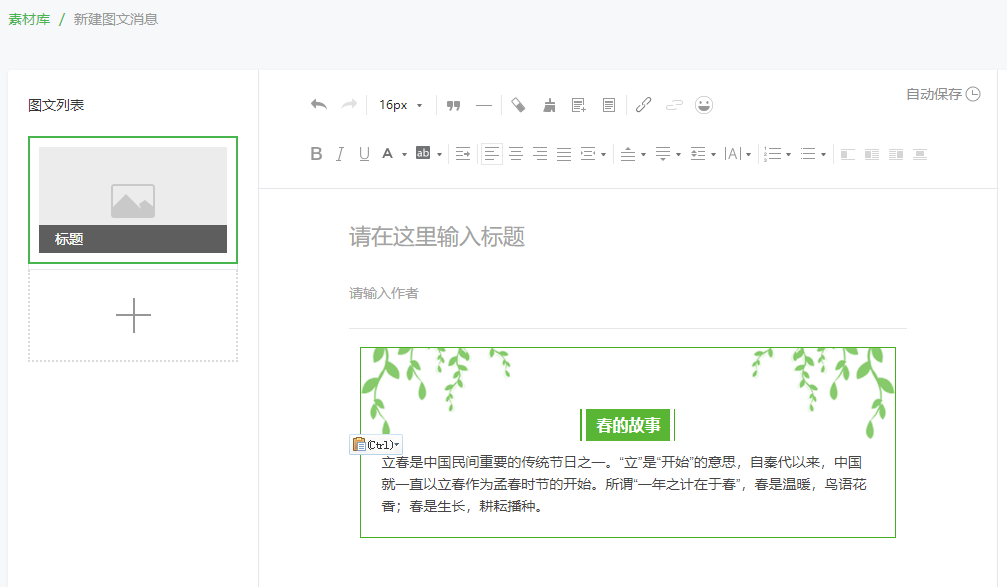 素材库 / 新建图文消息
图文列表
标题
16px
自动保存
B I U A ab
|A|
请在这里输入标题
请输入作者
春的故事
(Ctrl)
立春是中国民间重要的传统节日之一。“立”是“开始”的意思，自秦代以来，中国
就一直以立春作为孟春时节的开始。所谓“一年之计在于春”，春是温暖，鸟语花
香；春是生长，耕耘播种。